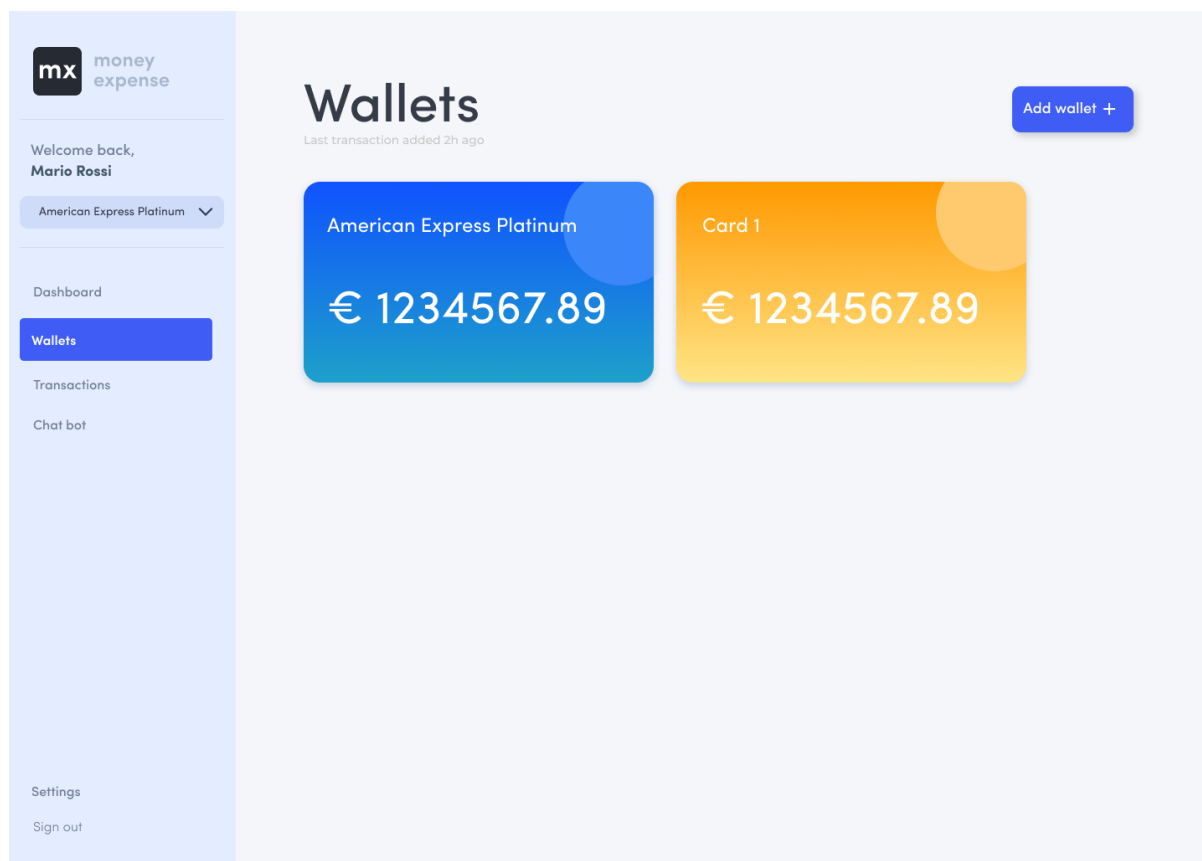 mx
money
expense
Welcome back,
Mario Rossi
American Express Platinum
Dashboard
Wallets
Transactions
Chat bot
Settings
Sign out
Wallets
Last transaction added 2h ago
Add wallet +
American Express Platinum
€ 1234567.89
Card 1
€ 1234567.89